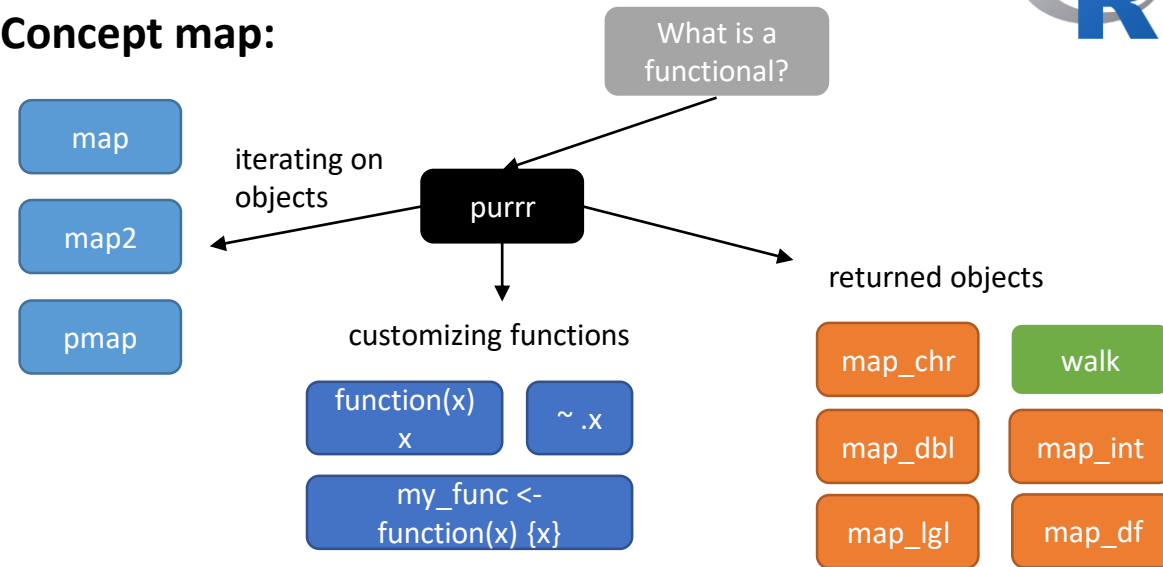 Concept map:
What is a
functional?
R
map
map2
pmap
iterating on
objects
purrr
customizing functions
function(x)
x
~ .x
my_func <-
function(x) {x}
returned objects
map_chr
walk
map_dbl
map_int
map_lgl
map_df